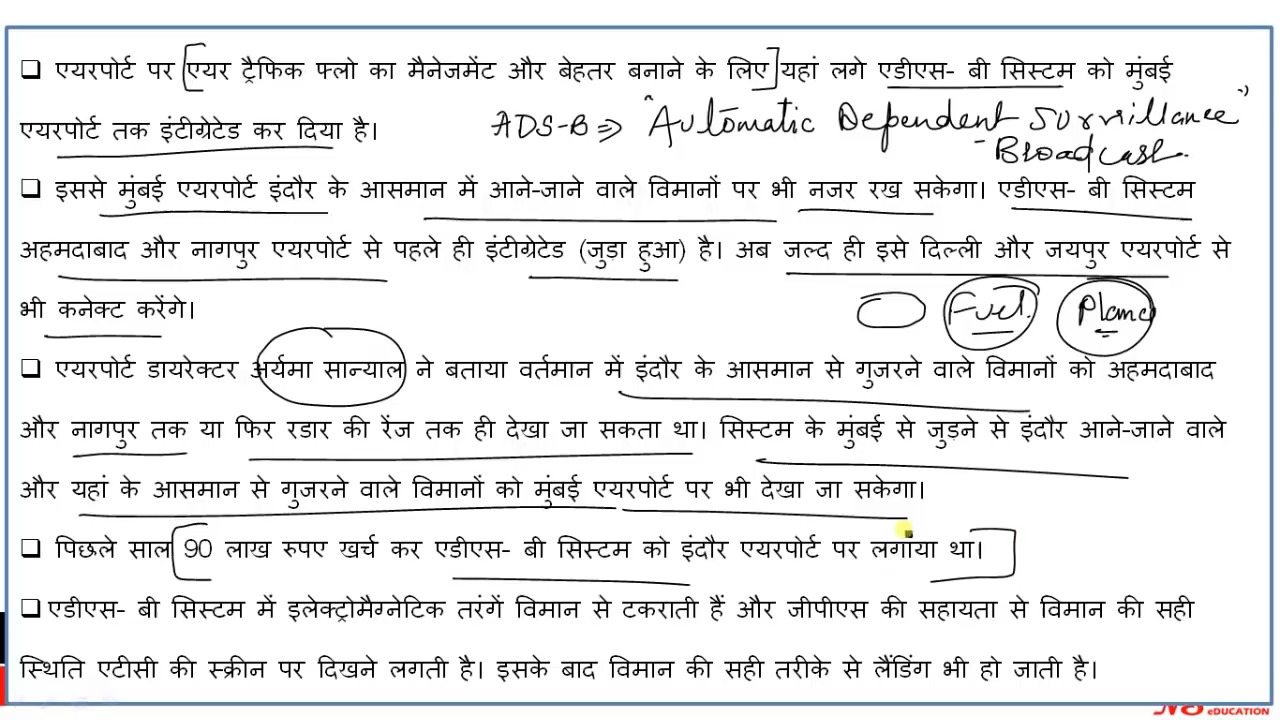 ❑ एयरपोर्ट पर [एयर ट्रैफिक फ्लो का मैनेजमेंट और बेहतर बनाने के लिए] यहां लगे एडीएस- बी सिस्टम को मुंबई
एयरपोर्ट तक इंटीग्रेटेड कर दिया है।
ADS-B ⇒ "Automatic Dependent Survillance"
- Broadcast.
❑ इससे मुंबई एयरपोर्ट इंदौर के आसमान में आने-जाने वाले विमानों पर भी नजर रख सकेगा। एडीएस- बी सिस्टम
अहमदाबाद और नागपुर एयरपोर्ट से पहले ही इंटीग्रेटेड (जुड़ा हुआ) है। अब जल्द ही इसे दिल्ली और जयपुर एयरपोर्ट से
भी कनेक्ट करेंगे।
Fuel. Plane
❑ एयरपोर्ट डायरेक्टर अर्यमा सान्याल ने बताया वर्तमान में इंदौर के आसमान से गुजरने वाले विमानों को अहमदाबाद
और नागपुर तक या फिर रडार की रेंज तक ही देखा जा सकता था। सिस्टम के मुंबई से जुड़ने से इंदौर आने-जाने वाले
और यहां के आसमान से गुजरने वाले विमानों को मुंबई एयरपोर्ट पर भी देखा जा सकेगा।
❑ पिछले साल [90 लाख रुपए खर्च कर एडीएस- बी सिस्टम को इंदौर एयरपोर्ट पर लगाया था।]
❑ एडीएस- बी सिस्टम में इलेक्ट्रोमैग्नेटिक तरंगें विमान से टकराती हैं और जीपीएस की सहायता से विमान की सही
स्थिति एटीसी की स्क्रीन पर दिखने लगती है। इसके बाद विमान की सही तरीके से लैंडिंग भी हो जाती है।
EDUCATION